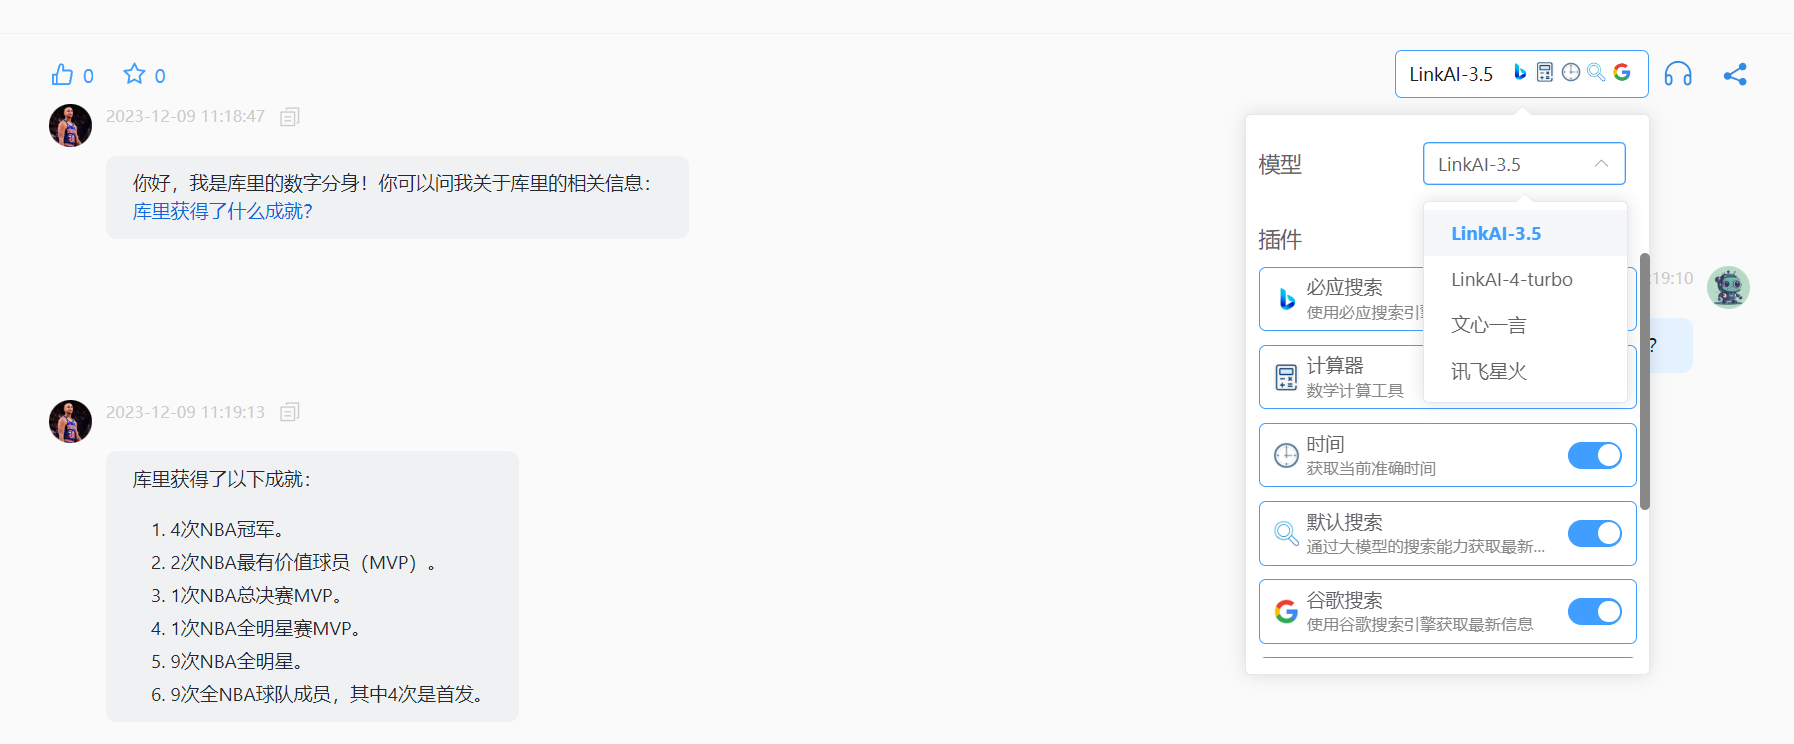 0
0
LinkAI-3.5
2023-12-09 11:18:47
你好，我是库里的数字分身！你可以问我关于库里的相关信息：
库里获得了什么成就？
:19:10
？
2023-12-09 11:19:13
库里获得了以下成就：
1. 4次NBA冠军。
2. 2次NBA最有价值球员（MVP）。
3. 1次NBA总决赛MVP。
4. 1次NBA全明星赛MVP。
5. 9次NBA全明星。
6. 9次全NBA球队成员，其中4次是首发。
模型
LinkAI-3.5
LinkAI-3.5
LinkAI-4-turbo
文心一言
讯飞星火
插件
必应搜索
使用必应搜索引
计算器
数学计算工具
时间
获取当前准确时间
默认搜索
通过大模型的搜索能力获取最新...
谷歌搜索
使用谷歌搜索引擎获取最新信息